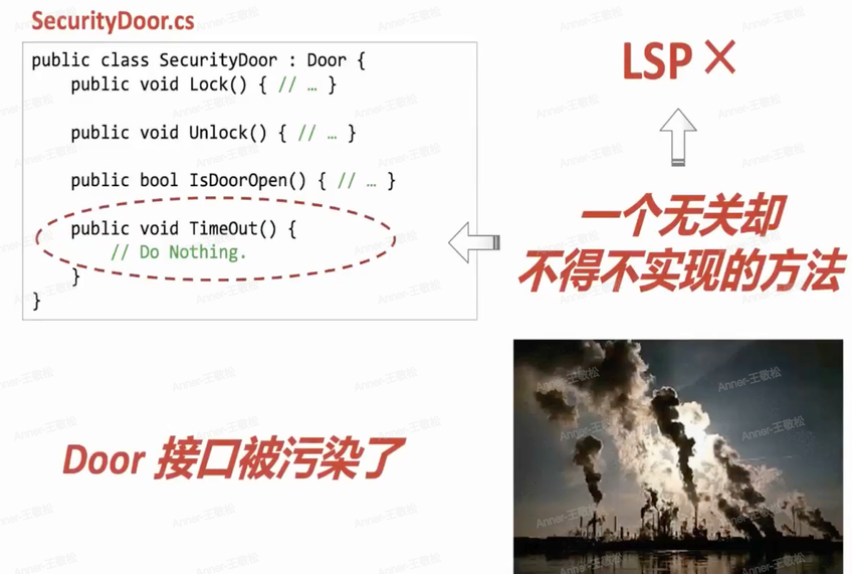 SecurityDoor.cs
public class SecurityDoor : Door {
public void Lock() { // … }
public void Unlock() { // … }
public bool IsDoorOpen() { // … }
public void TimeOut() {
// Do Nothing.
}
}
LSP ×
一个无关却
不得不实现的方法
Door 接口被污染了
Anner-王敬松